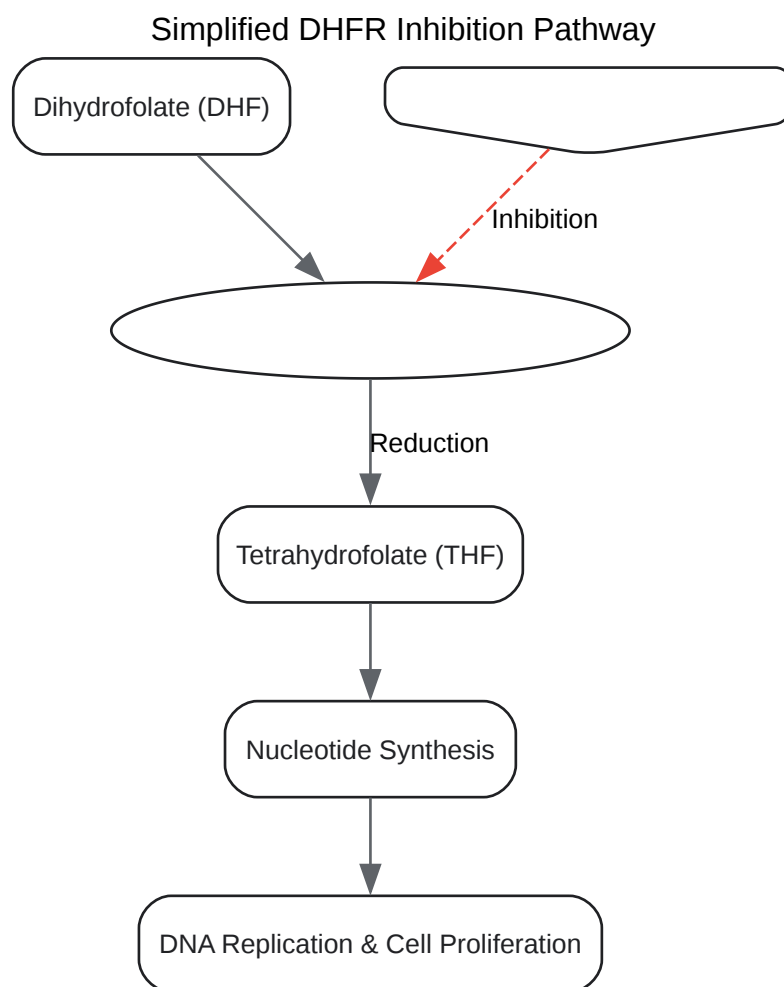 Simplified DHFR Inhibition Pathway
Dihydrofolate (DHF)
Inhibition
Reduction
Tetrahydrofolate (THF)
Nucleotide Synthesis
DNA Replication & Cell Proliferation